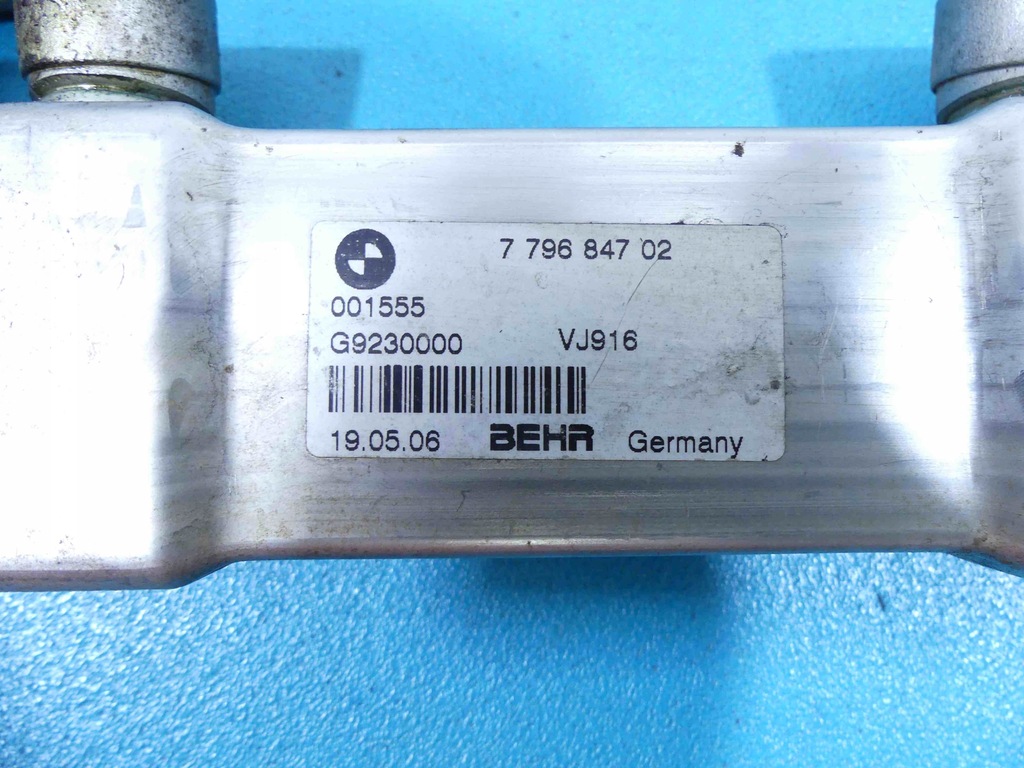 7 796 847 02
001555
G9230000 VJ916
19.05.06 BEHR Germany